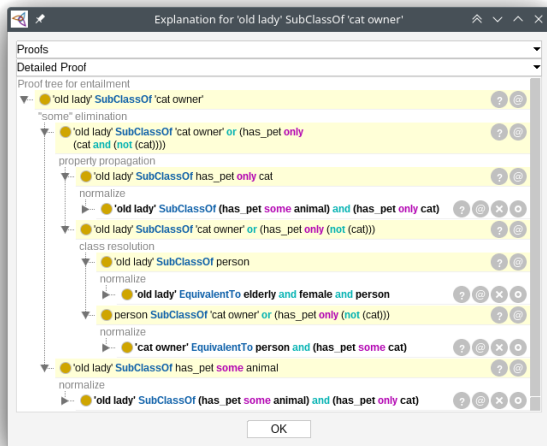 Explanation for 'old lady' SubClassOf 'cat owner'
Proofs
Detailed Proof
Proof tree for entailment
'old lady' SubClassOf 'cat owner'
"some" elimination
'old lady' SubClassOf 'cat owner' or (has_pet only
(cat and (not (cat))))
property propagation
'old lady' SubClassOf has_pet only cat
normalize
'old lady' SubClassOf (has_pet some animal) and (has_pet only cat)
'old lady' SubClassOf 'cat owner' or (has_pet only (not (cat)))
class resolution
'old lady' SubClassOf person
normalize
'old lady' EquivalentTo elderly and female and person
person SubClassOf 'cat owner' or (has_pet only (not (cat)))
normalize
'cat owner' EquivalentTo person and (has_pet some cat)
'old lady' SubClassOf has_pet some animal
normalize
'old lady' SubClassOf (has_pet some animal) and (has_pet only cat)
OK